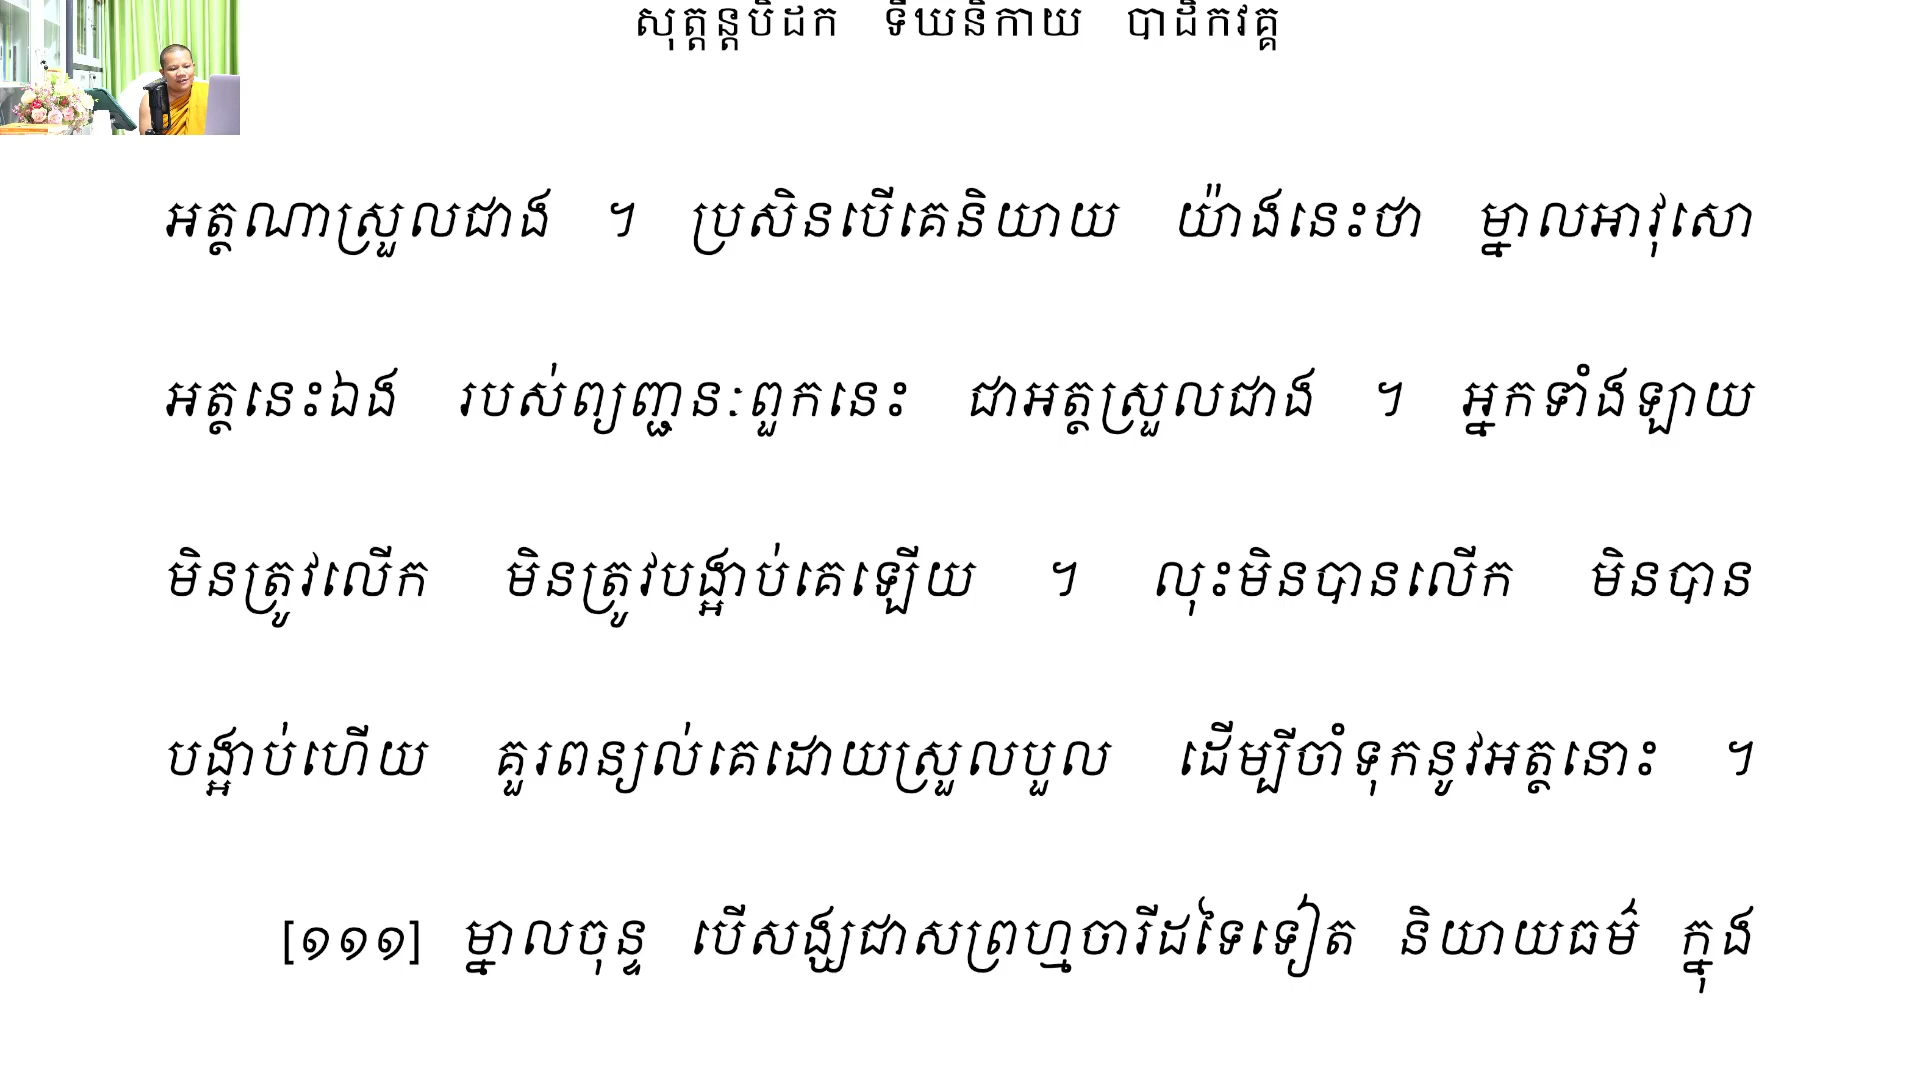 សុត្តន្តបិដក ទីឃនិកាយ បាដិកវគ្គ
អត្ថណាស្រួលជាង ។ ប្រសិនបើគេនិយាយ យ៉ាងនេះថា ម្នាលអាវុសោ
អត្ថនេះឯង របស់ព្យញ្ជនៈពួកនេះ ជាអត្ថស្រួលជាង ។ អ្នកទាំងឡាយ
មិនត្រូវលើក មិនត្រូវបង្អាប់គេឡើយ ។ លុះមិនបានលើក មិនបាន
បង្អាប់ហើយ គួរពន្យល់គេដោយស្រួលបួល ដើម្បីចាំទុកនូវអត្ថនោះ ។
[១១១] ម្នាលចុន្ទ បើសង្ឃជាសព្រហ្មចារីដទៃទៀត និយាយធម៌ ក្នុង